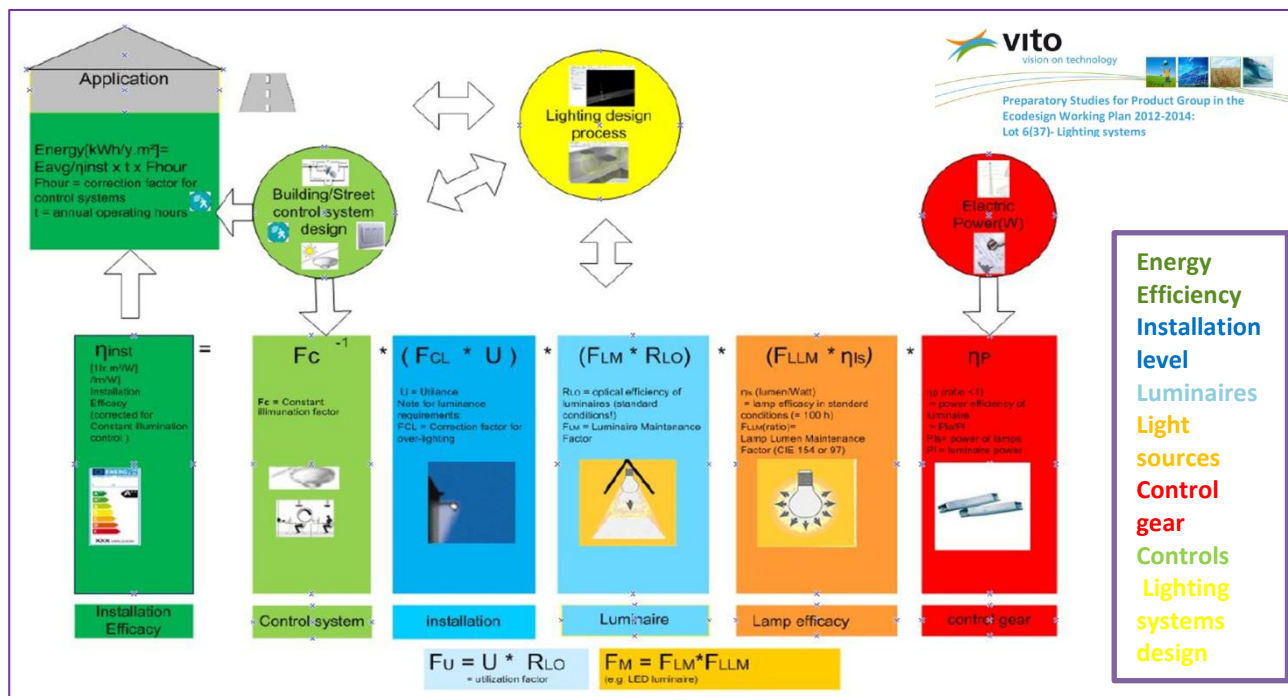 vito
vision on technology
Preparatory Studies for Product Group in the
Ecodesign Working Plan 2012-2014:
Lot 6(37)- Lighting systems
Application
Energy[kWh/y.m²]=
Eavg/ηinst x t x Fhour
Fhour = correction factor for
control systems
t = annual operating hours
Building/Street
control system
design
Lighting design
process
Electric
Power(W)
ηinst
[1lx.m²/W]
/lm/W]
Installation
Efficacy
(corrected for
Constant illumination
control )
=
Fc -1
Fc = Constant
illimunation factor
*
( FCL * U )
U = Utilance
Note for luminance
requirements:
FCL = Correction factor for
over-lighting
*
(FLM * RLO)
RLO = optical efficiency of
luminaires (standard
conditions!)
FLM = Luminaire Maintenance
Factor
*
(FLLM * ηls)
ηls (lumen/Watt)
= lamp efficacy in standard
conditions (= 100 h)
FLLM(ratio)=
Lamp Lumen Maintenance
Factor (CIE 154 or 97)
*
ηP
ηp (ratio <1)
= power efficiency of
luminaire
= Pls/Pl
Pls= power of lamps
Pl = luminaire power
Installation
Efficacy
Control system
installation
Luminaire
Lamp efficacy
control gear
FU = U * RLO
= utilization factor
FM = FLM*FLLM
(e.g. LED luminaire)
Energy
Efficiency
Installation
level
Luminaires
Light
sources
Control
gear
Controls
Lighting
systems
design